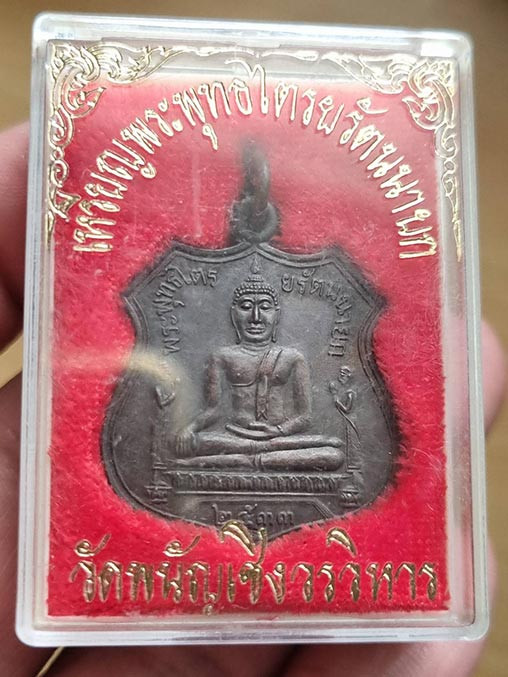 เหรียญพระพุทธไตรยรัตนนายก
พระพุทธไตร ยรัตนนายก
๒๕๓๓
วัดพนัญเชิงวรวิหาร